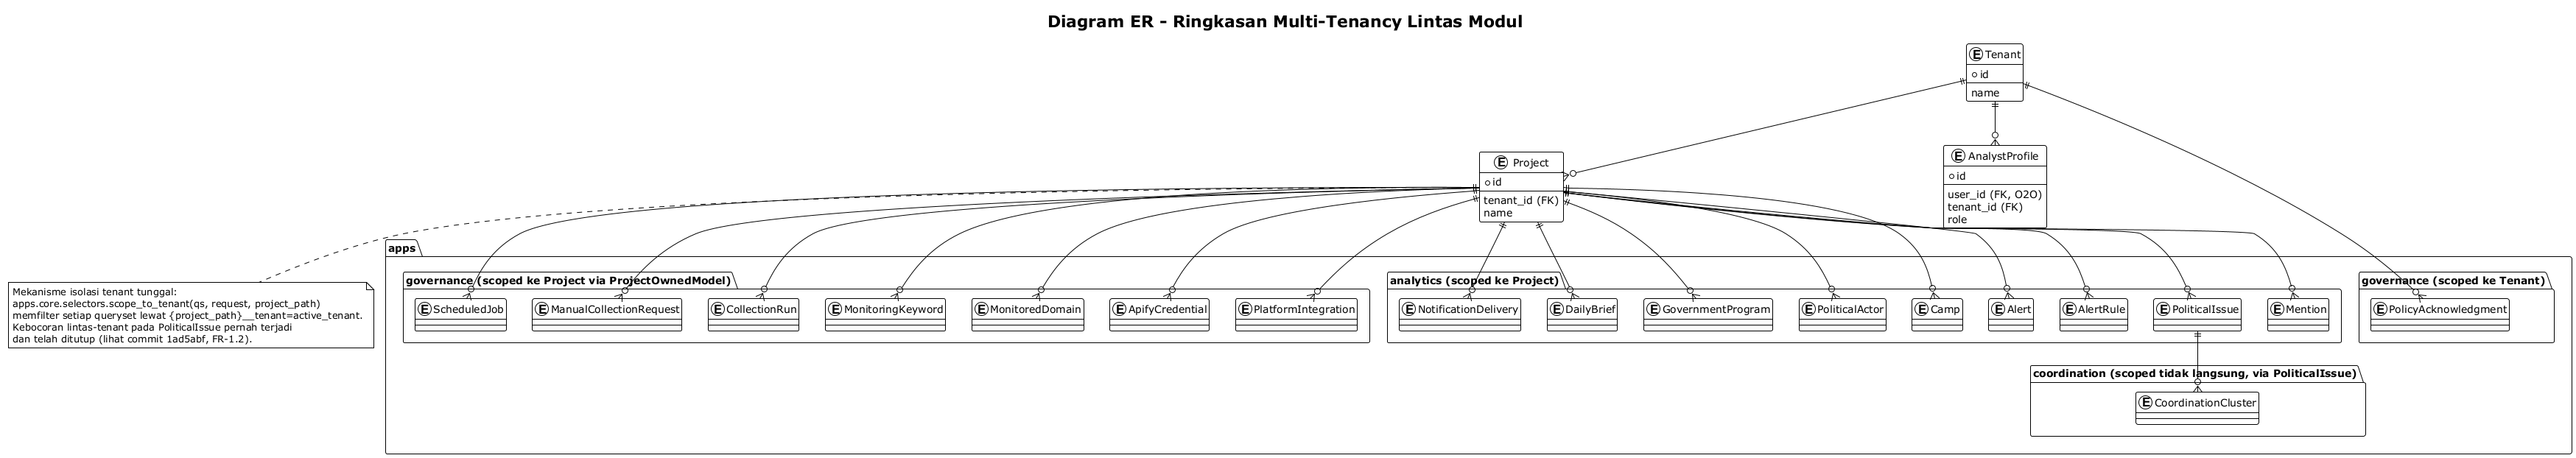 Diagram ER - Ringkasan Multi-Tenancy Lintas Modul
E Tenant
id
name
E Project
id
tenant_id (FK)
name
E AnalystProfile
id
user_id (FK, O2O)
tenant_id (FK)
role
apps
Mekanisme isolasi tenant tunggal:
apps.core.selectors.scope_to_tenant(qs, request, project_path)
memfilter setiap queryset lewat {project_path}__tenant=active_tenant.
Kebocoran lintas-tenant pada PoliticalIssue pernah terjadi
dan telah ditutup (lihat commit 1ad5abf, FR-1.2).
governance (scoped ke Project via ProjectOwnedModel)
E ScheduledJob
E ManualCollectionRequest
E CollectionRun
E MonitoringKeyword
E MonitoredDomain
E ApifyCredential
E PlatformIntegration
analytics (scoped ke Project)
E NotificationDelivery
E DailyBrief
E GovernmentProgram
E PoliticalActor
E Camp
E Alert
E AlertRule
E PoliticalIssue
E Mention
governance (scoped ke Tenant)
E PolicyAcknowledgment
coordination (scoped tidak langsung, via PoliticalIssue)
E CoordinationCluster